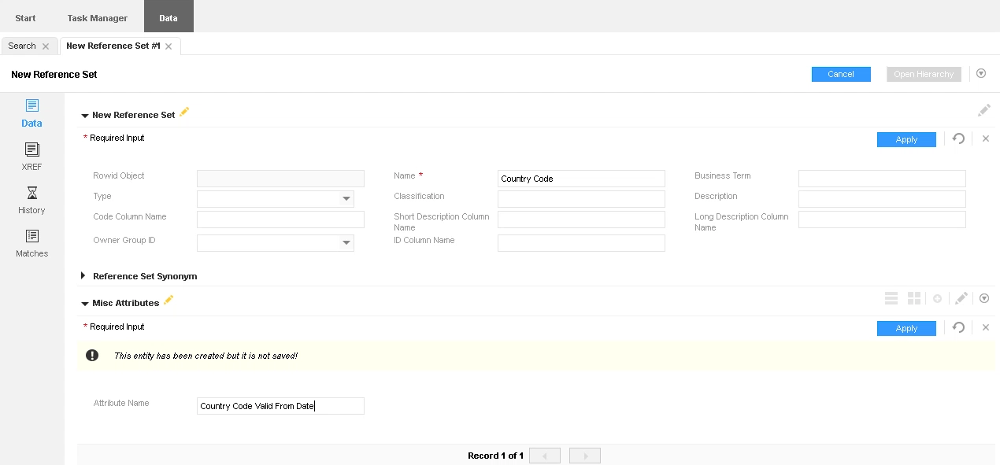 Start Task Manager Data
Search New Reference Set #1
New Reference Set Cancel Open Hierarchy
Data
XREF
History
Matches
New Reference Set
* Required Input Apply
Rowid Object Name * Country Code Business Term
Type Classification Description
Code Column Name Short Description Column Name Long Description Column Name
Owner Group ID ID Column Name
Reference Set Synonym
Misc Attributes
* Required Input Apply
This entity has been created but it is not saved!
Attribute Name Country Code Valid From Date
Record 1 of 1